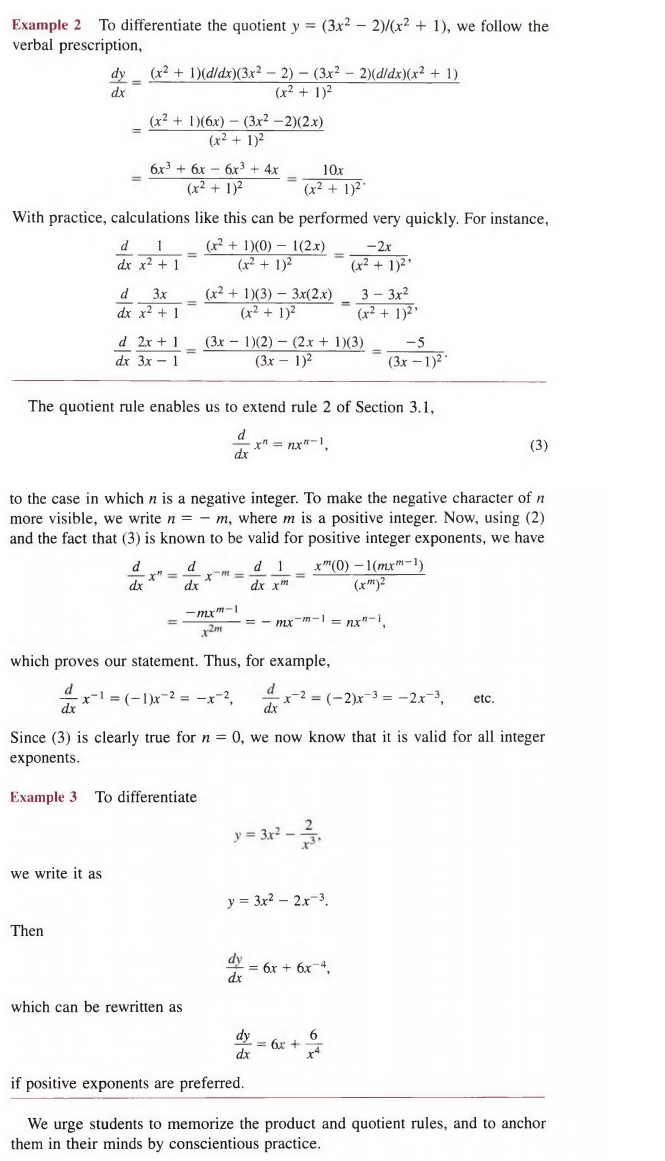 Example 2 To differentiate the quotient y = (3x² − 2)/(x² + 1), we follow the
verbal prescription,
dy/dx = [(x² + 1)(d/dx)(3x² − 2) − (3x² − 2)(d/dx)(x² + 1)]/(x² + 1)²
= [(x² + 1)(6x) − (3x² −2)(2x)]/(x² + 1)²
= [6x³ + 6x − 6x³ + 4x]/(x² + 1)² = 10x/(x² + 1)².
With practice, calculations like this can be performed very quickly. For instance,
d/dx 1/(x² + 1) = [(x² + 1)(0) − 1(2x)]/(x² + 1)² = −2x/(x² + 1)²,
d/dx 3x/(x² + 1) = [(x² + 1)(3) − 3x(2x)]/(x² + 1)² = (3 − 3x²)/(x² + 1)²,
d/dx (2x + 1)/(3x − 1) = [(3x − 1)(2) − (2x + 1)(3)]/(3x − 1)² = −5/(3x − 1)².
The quotient rule enables us to extend rule 2 of Section 3.1,
d/dx xⁿ = nxⁿ⁻¹, (3)
to the case in which n is a negative integer. To make the negative character of n
more visible, we write n = − m, where m is a positive integer. Now, using (2)
and the fact that (3) is known to be valid for positive integer exponents, we have
d/dx xⁿ = d/dx x⁻ᵐ = d/dx 1/xᵐ = [xᵐ(0) − 1(mxᵐ⁻¹)]/(xᵐ)²
= −mxᵐ⁻¹/x²ᵐ = − mx⁻ᵐ⁻¹ = nxⁿ⁻¹,
which proves our statement. Thus, for example,
d/dx x⁻¹ = (−1)x⁻² = −x⁻², d/dx x⁻² = (−2)x⁻³ = −2x⁻³, etc.
Since (3) is clearly true for n = 0, we now know that it is valid for all integer
exponents.
Example 3 To differentiate
y = 3x² − 2/x³,
we write it as
y = 3x² − 2x⁻³.
Then
dy/dx = 6x + 6x⁻⁴,
which can be rewritten as
dy/dx = 6x + 6/x⁴
if positive exponents are preferred.
We urge students to memorize the product and quotient rules, and to anchor
them in their minds by conscientious practice.